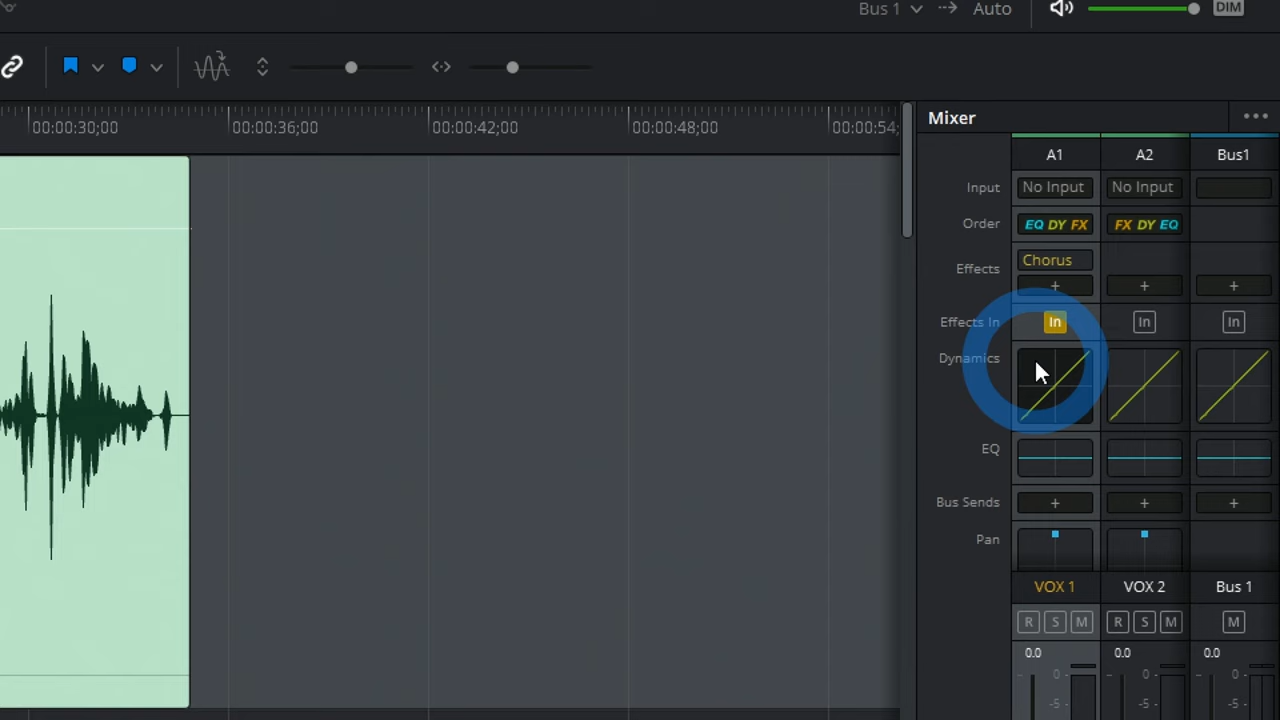 Bus 1 Auto DIM
00:00:30;00 00:00:36;00 00:00:42;00 00:00:48;00 00:00:54;
Mixer
A1 A2 Bus1
Input No Input No Input
Order EQ DY FX FX DY EQ
Effects Chorus
+ + +
Effects In In In In
Dynamics
EQ
Bus Sends + + +
Pan
VOX 1 VOX 2 Bus 1
R S M R S M M
0.0 0.0 0.0
0 0 0
-5 -5 -5